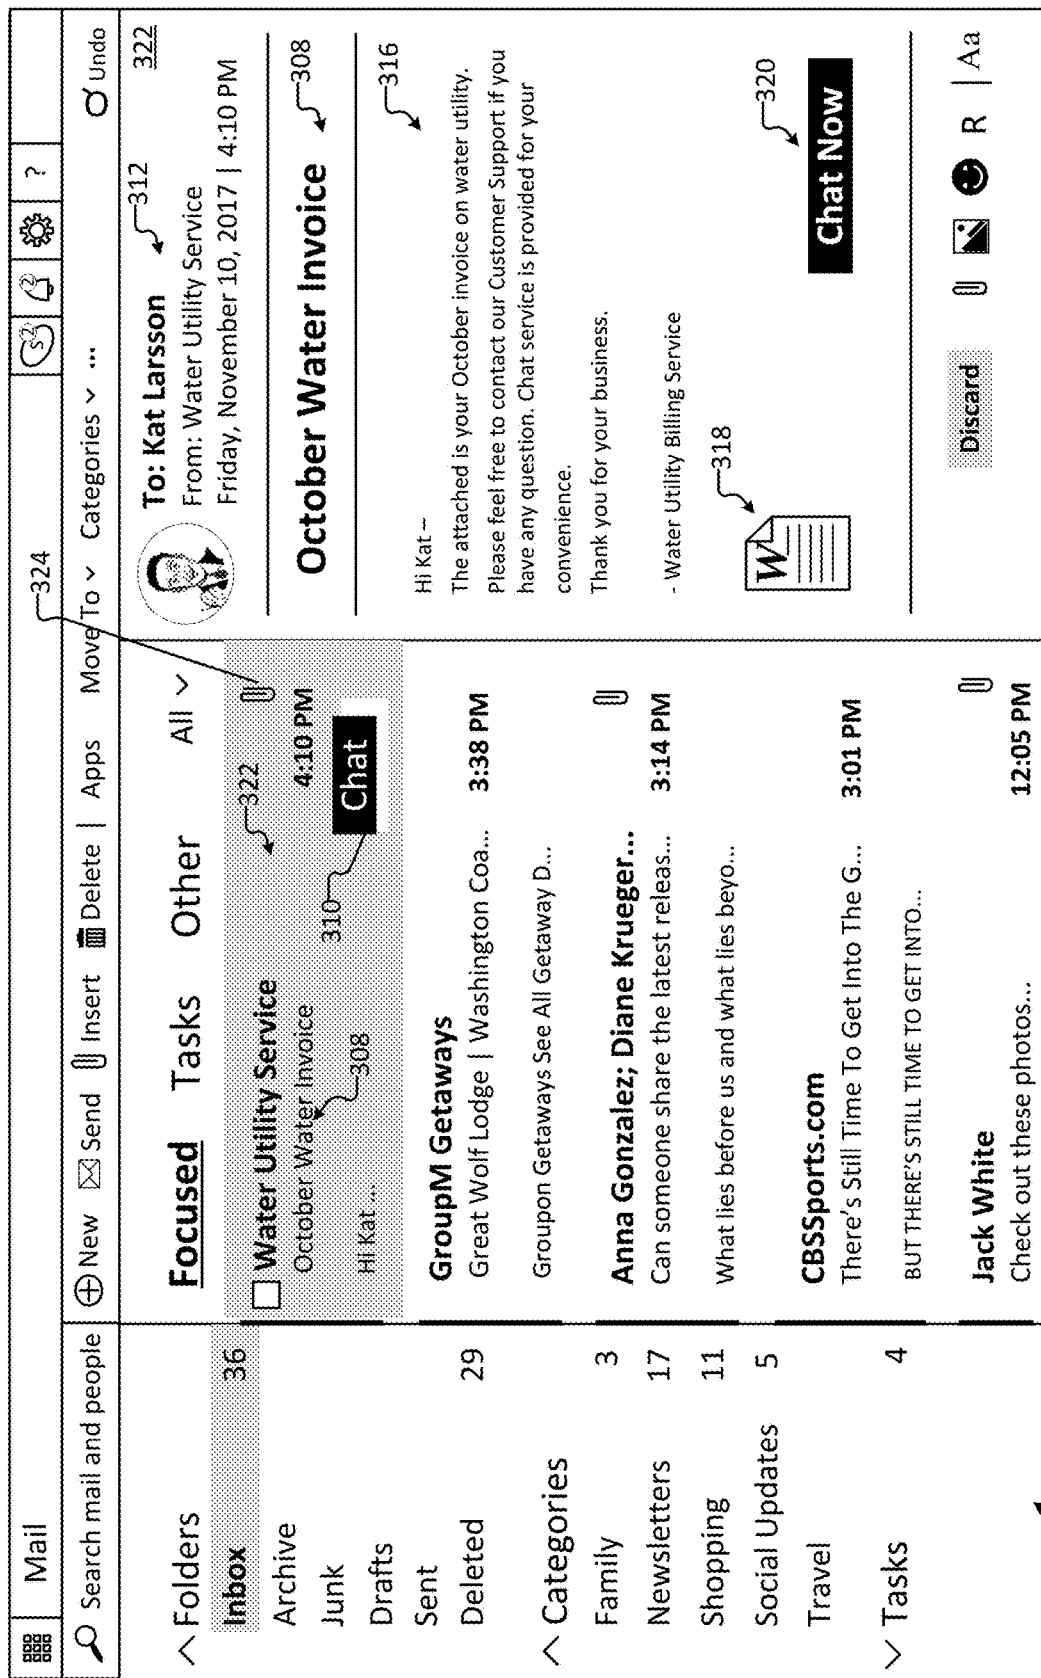 Mail
?
Search mail and people
New
Send
Insert
Delete | Apps
Move To
Categories
...
Undo
Folders
Inbox 36
Archive
Junk
Drafts
Sent
Deleted 29
Categories
Family 3
Newsletters 17
Shopping 11
Social Updates 5
Travel
Tasks 4
Focused Tasks Other All
324
322
Water Utility Service
October Water Invoice 4:10 PM
308
310
Hi Kat ...
Chat
GroupM Getaways
Great Wolf Lodge | Washington Coa... 3:38 PM
Groupon Getaways See All Getaway D...
Anna Gonzalez; Diane Krueger...
Can someone share the latest releas... 3:14 PM
What lies before us and what lies beyo...
CBSSports.com
There's Still Time To Get Into The G... 3:01 PM
BUT THERE'S STILL TIME TO GET INTO...
Jack White
Check out these photos... 12:05 PM
322
312
To: Kat Larsson
From: Water Utility Service
Friday, November 10, 2017 | 4:10 PM
308
October Water Invoice
316
Hi Kat –
The attached is your October invoice on water utility.
Please feel free to contact our Customer Support if you
have any question. Chat service is provided for your
convenience.
Thank you for your business.
- Water Utility Billing Service
318
W
320
Chat Now
Discard
R | Aa